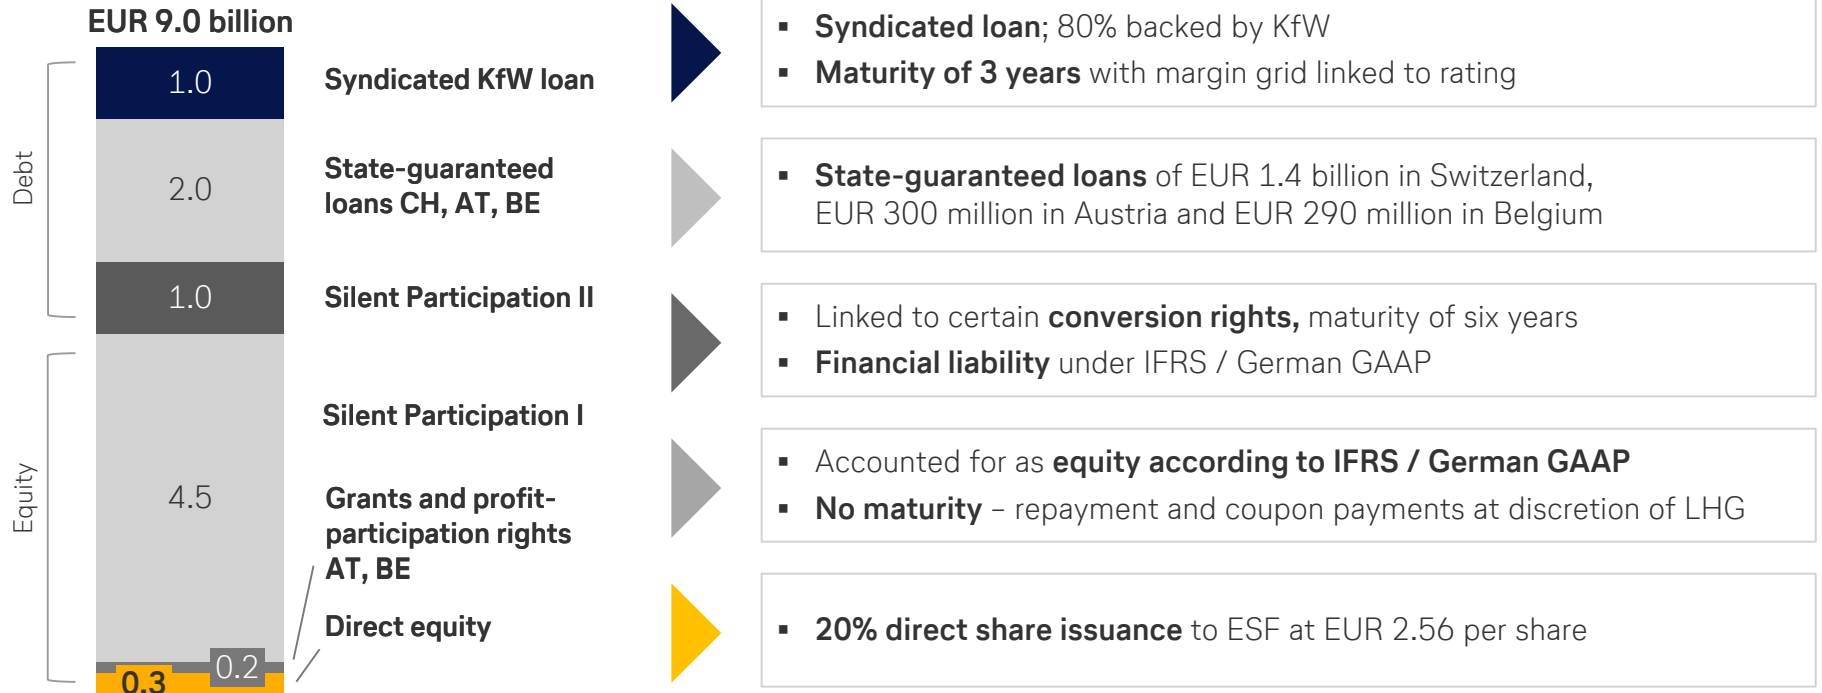 EUR 9.0 billion
Debt
1.0
Syndicated KfW loan
▪ Syndicated loan; 80% backed by KfW
▪ Maturity of 3 years with margin grid linked to rating
2.0
State-guaranteed
loans CH, AT, BE
▪ State-guaranteed loans of EUR 1.4 billion in Switzerland,
EUR 300 million in Austria and EUR 290 million in Belgium
1.0
Silent Participation II
▪ Linked to certain conversion rights, maturity of six years
▪ Financial liability under IFRS / German GAAP
Equity
4.5
Silent Participation I
▪ Accounted for as equity according to IFRS / German GAAP
▪ No maturity – repayment and coupon payments at discretion of LHG
Grants and profit-
participation rights
AT, BE
0.2
Direct equity
0.3
▪ 20% direct share issuance to ESF at EUR 2.56 per share